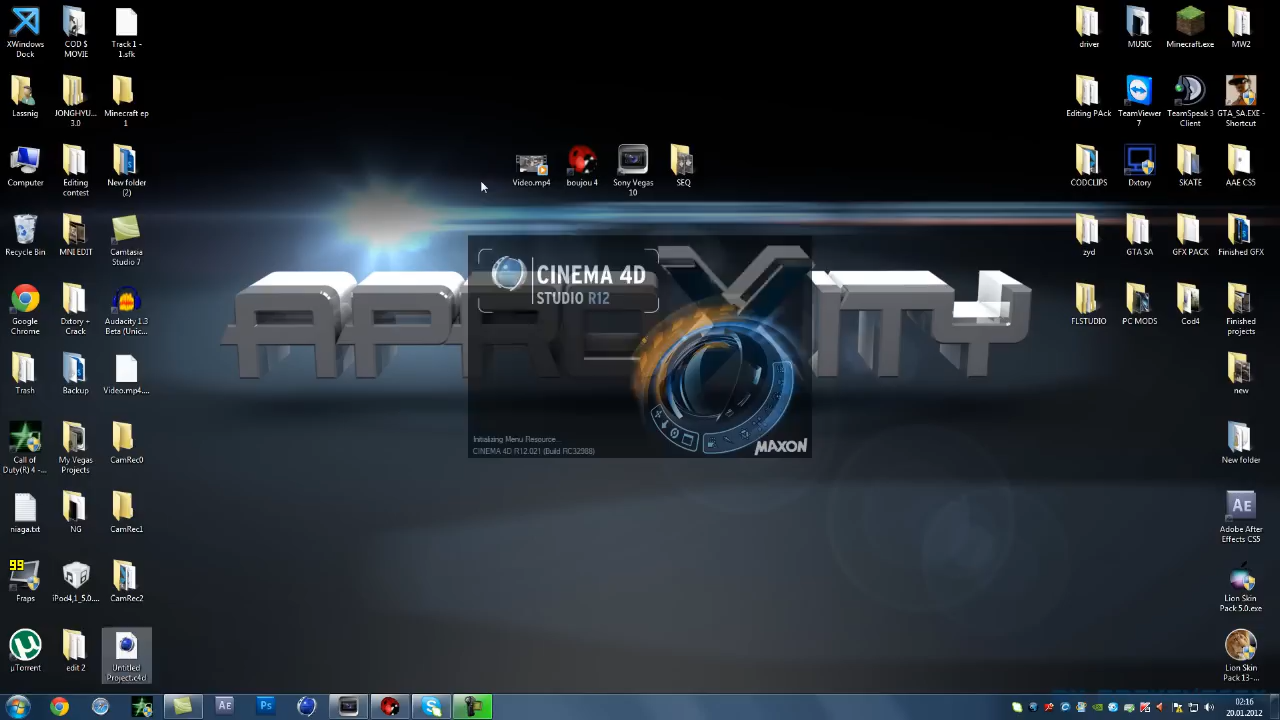 XWindows
Dock
COD $
MOVIE
Track 1 -
1.sfk
driver
MUSIC
Minecraft.exe
MW2
Lassnig
JONGHYU...
3.0
Minecraft ep
1
Editing PAck
TeamViewer
7
TeamSpeak 3
Client
GTA_SA.EXE -
Shortcut
Computer
Editing
contest
New folder
(2)
Video.mp4
boujou 4
Sony Vegas
10
SEQ
CODCLIPS
Dxtory
SKATE
AAE CS5
Recycle Bin
MNI EDIT
Camtasia
Studio 7
zyd
GTA SA
GFX PACK
Finished GFX
CINEMA 4D
STUDIO R12
Google
Chrome
Dxtory +
Crack
Audacity 1.3
Beta (Unic...
FLSTUDIO
PC MODS
Cod4
Finished
projects
Trash
Backup
Video.mp4....
new
Call of
Duty(R) 4 -...
My Vegas
Projects
CamRec0
Initializing Menu Resource...
CINEMA 4D R12.021 (Build RC32988)
MAXON
New folder
niaga.txt
NG
CamRec1
Ae
Adobe After
Effects CS5
99
Fraps
iPod4,1_5.0....
CamRec2
Lion Skin
Pack 5.0.exe
µTorrent
edit 2
Untitled
Project.c4d
Lion Skin
Pack 13-...
Ae
Ps
02:16
20.01.2012